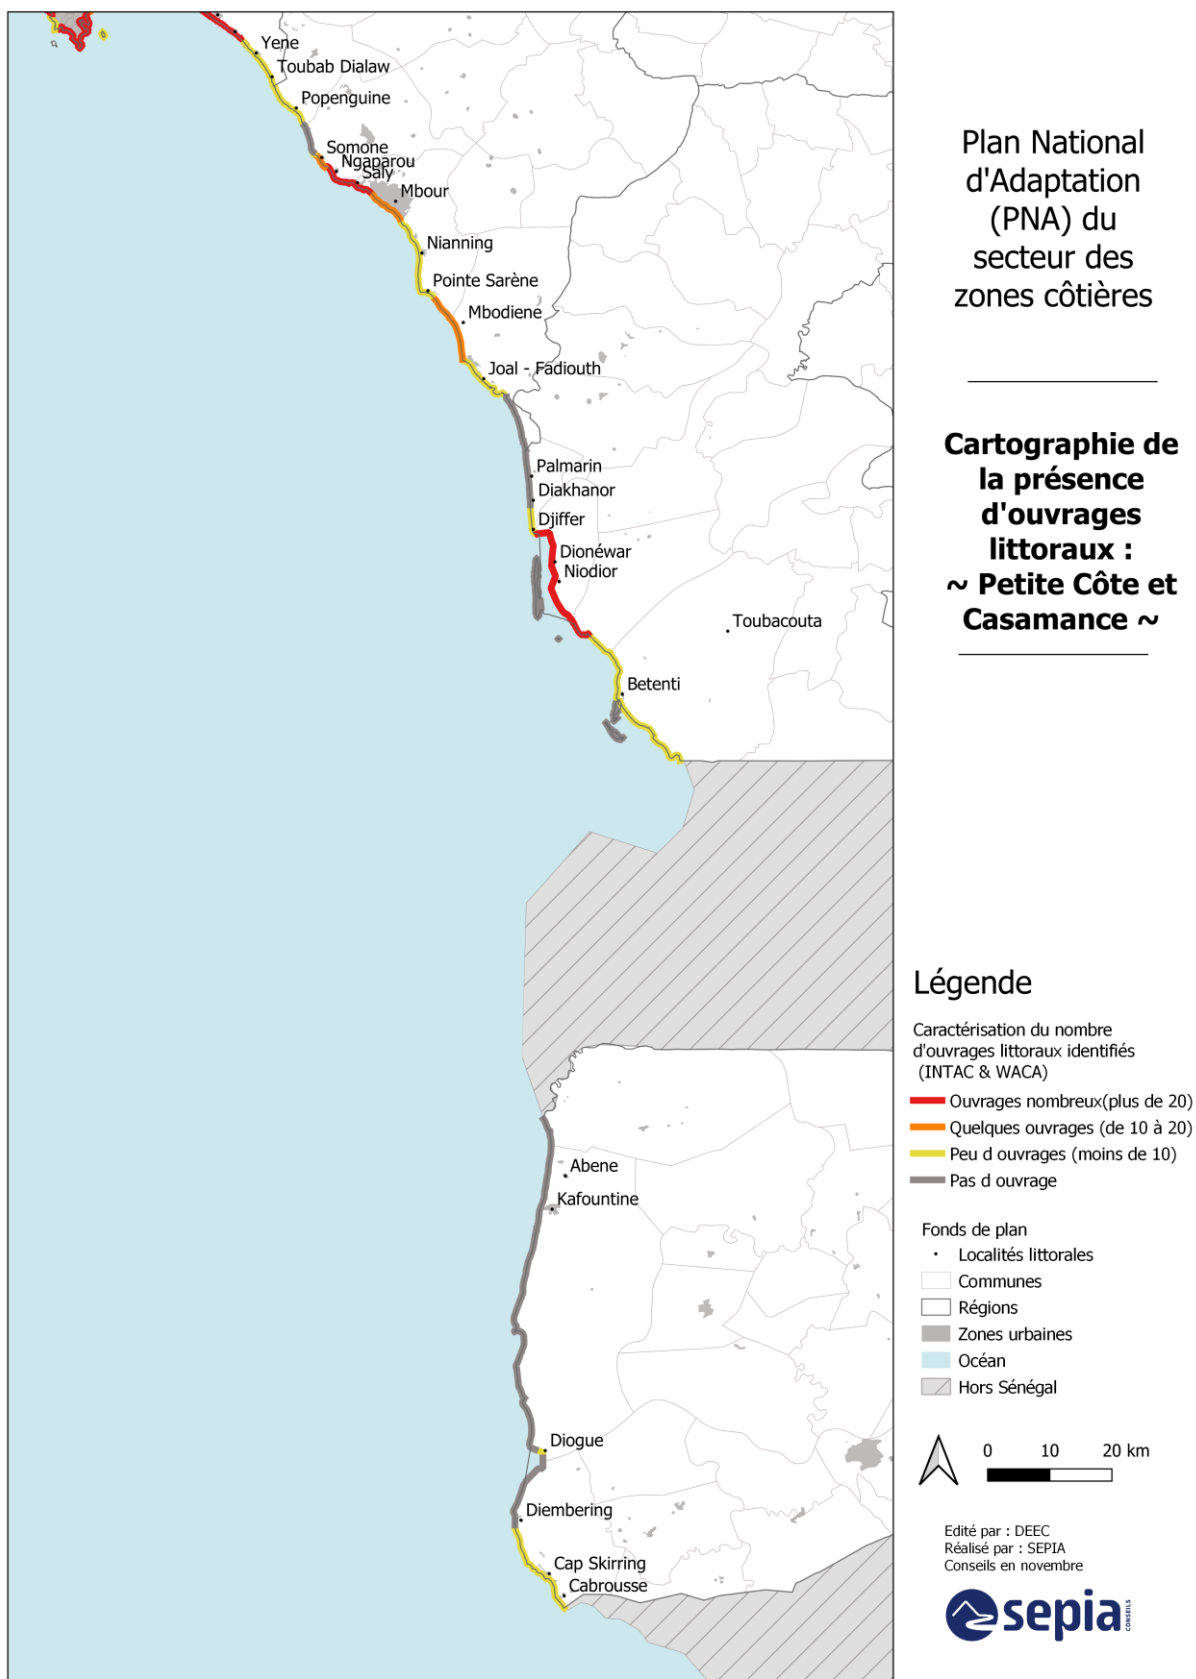 Yene
Toubab Dialaw
Popenguine
Somone
Ngaparou
Saly
Mbour
Nianning
Pointe Sarène
Mbodiene
Joal - Fadiouth
Palmarin
Diakhanor
Djiffer
Dionéwar
Niodior
Toubacouta
Betenti
Abene
Kafountine
Diogue
Diembering
Cap Skirring
Cabrousse
Plan National
d'Adaptation
(PNA) du
secteur des
zones côtières
Cartographie de
la présence
d'ouvrages
littoraux :
~ Petite Côte et
Casamance ~
Légende
Caractérisation du nombre
d'ouvrages littoraux identifiés
(INTAC & WACA)
Ouvrages nombreux(plus de 20)
Quelques ouvrages (de 10 à 20)
Peu d ouvrages (moins de 10)
Pas d ouvrage
Fonds de plan
Localités littorales
Communes
Régions
Zones urbaines
Océan
Hors Sénégal
0 10 20 km
Edité par : DEEC
Réalisé par : SEPIA
Conseils en novembre
sepia
CONSEILS